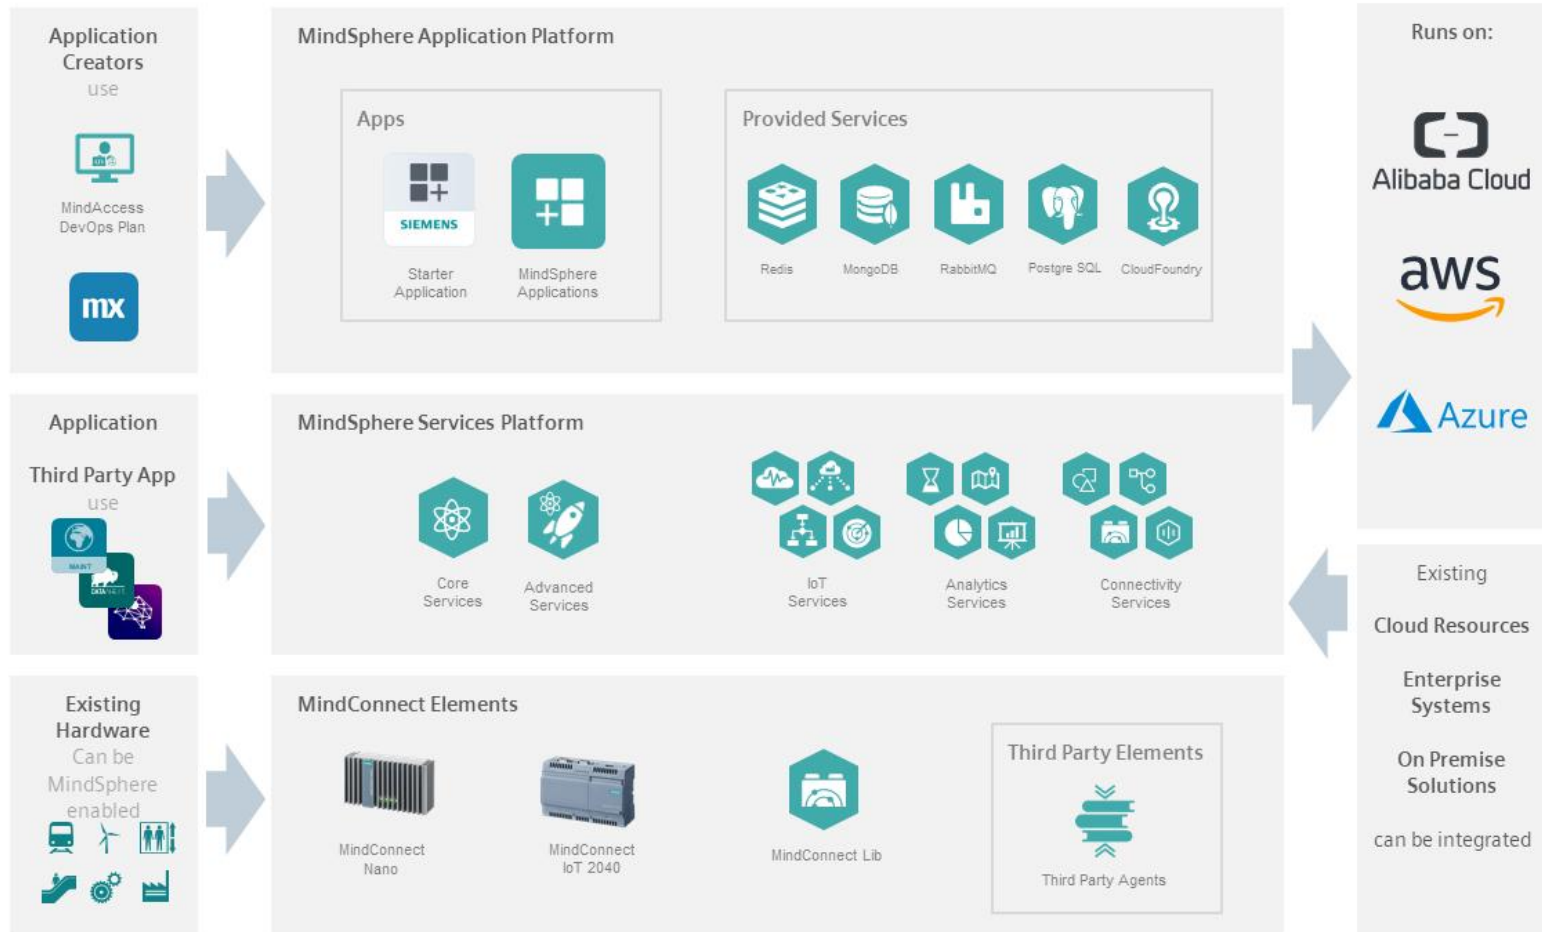 Application
Creators
use
MindAccess
DevOps Plan
mx
MindSphere Application Platform
Apps
SIEMENS
Starter
Application
MindSphere
Applications
Provided Services
Redis
MongoDB
RabbitMQ
Postgre SQL
CloudFoundry
Runs on:
Alibaba Cloud
aws
Azure
Application
Third Party App
use
MAINT
MindSphere Services Platform
Core
Services
Advanced
Services
IoT
Services
Analytics
Services
Connectivity
Services
Existing
Cloud Resources
Enterprise
Systems
On Premise
Solutions
can be integrated
Existing
Hardware
Can be
MindSphere
enabled
MindConnect Elements
MindConnect
Nano
MindConnect
IoT 2040
MindConnect Lib
Third Party Elements
Third Party Agents